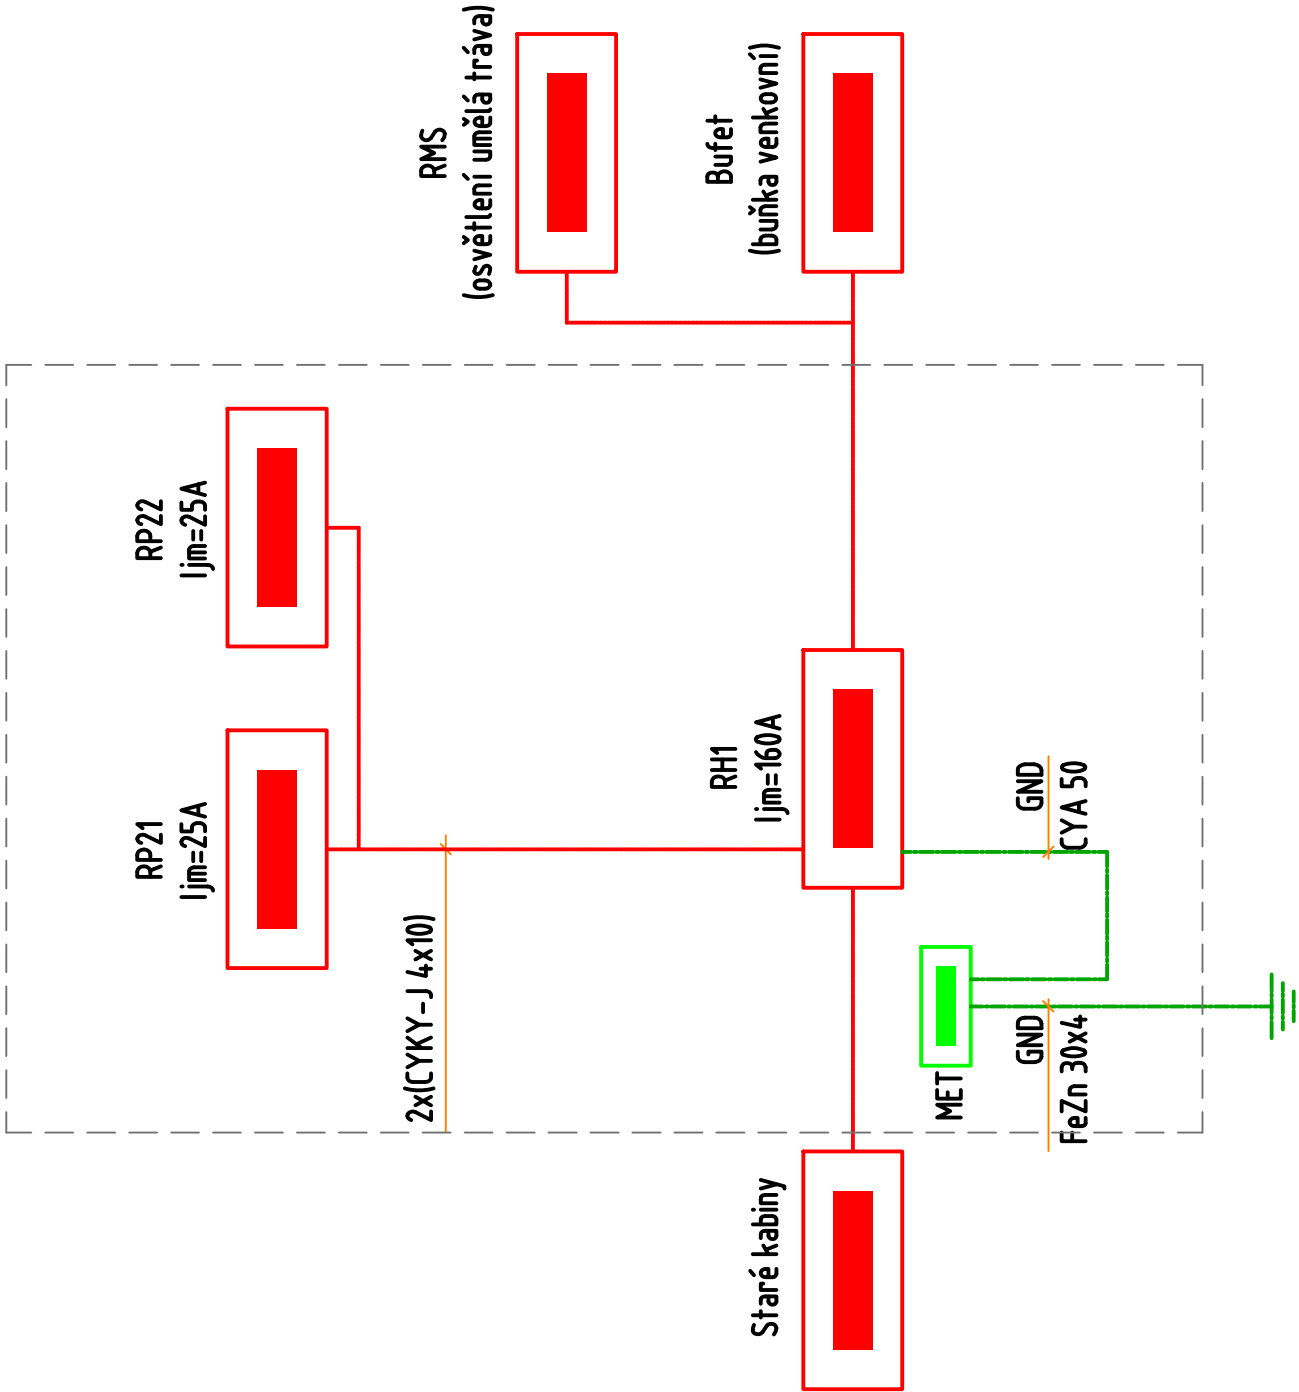 RP21
Ijm=25A
RP22
Ijm=25A
2x(CYKY-J 4x10)
RMS
(osvětlení umělá tráva)
Staré kabiny
RH1
Ijm=160A
Bufet
(buňka venkovní)
MET
GND
FeZn 30x4
GND
CYA 50